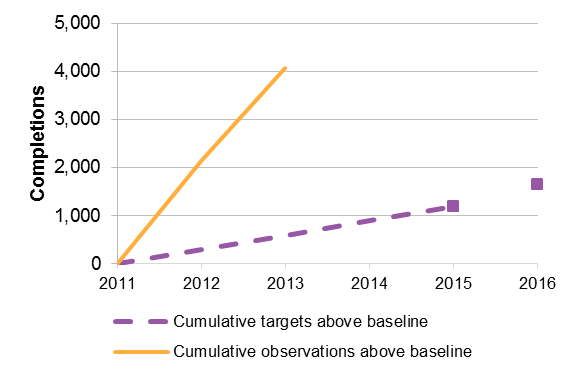 5,000
4,000
3,000
2,000
1,000
0
Completions
2011 2012 2013 2014 2015 2016
Cumulative targets above baseline
Cumulative observations above baseline